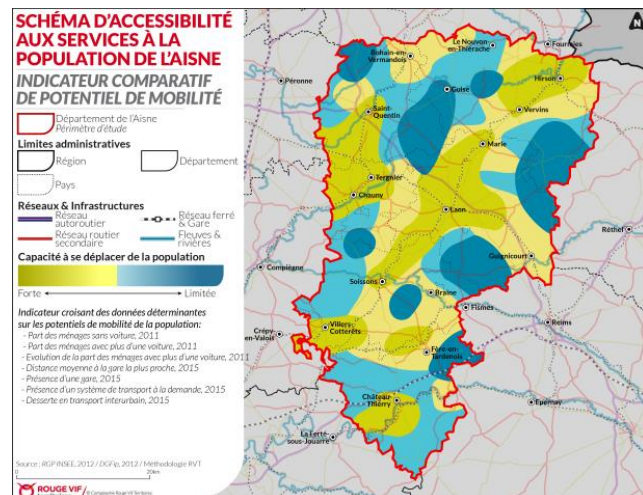 SCHÉMA D'ACCESSIBILITÉ
AUX SERVICES À LA
POPULATION DE L'AISNE
INDICATEUR COMPARATIF
DE POTENTIEL DE MOBILITÉ
Département de l'Aisne
Périmètre d'étude
Limites administratives
Région
Département
Pays
Réseaux & Infrastructures
Réseau
autoroutier
Réseau ferré
& Gare
Réseau routier
secondaire
Fleuves &
rivières
Capacité à se déplacer de la population
Forte
Limitée
Indicateur croisant des données déterminantes
sur les potentiels de mobilité de la population:
- Part des ménages sans voiture, 2011
- Part des ménages avec plus d'une voiture, 2011
- Evolution de la part des ménages avec plus d'une voiture, 2011
- Distance moyenne à la gare la plus proche, 2015
- Présence d'une gare, 2015
- Présence d'un système de transport à la demande, 2015
- Desserte en transport interurbain, 2015
Source : RGP INSEE, 2012 / DGFip, 2012 / Méthodologie RVT
0
20km
ROUGE VIF /
N
Bohain-en-
Vermandois
Le Nouvion-
en-Thiérache
Fourmies
Péronne
Guise
Hirson
Saint-
Quentin
Vervins
Marle
Tergnier
Chauny
Laon
Réthel
Guignicourt
Compiègne
Soissons
Braine
Fismes
Reims
Crépy
en-Valois
Villers-
Cotterêts
Fère-en-
Tardenois
Château
Thierry
Epernay
La Ferté
sous-Jouarre